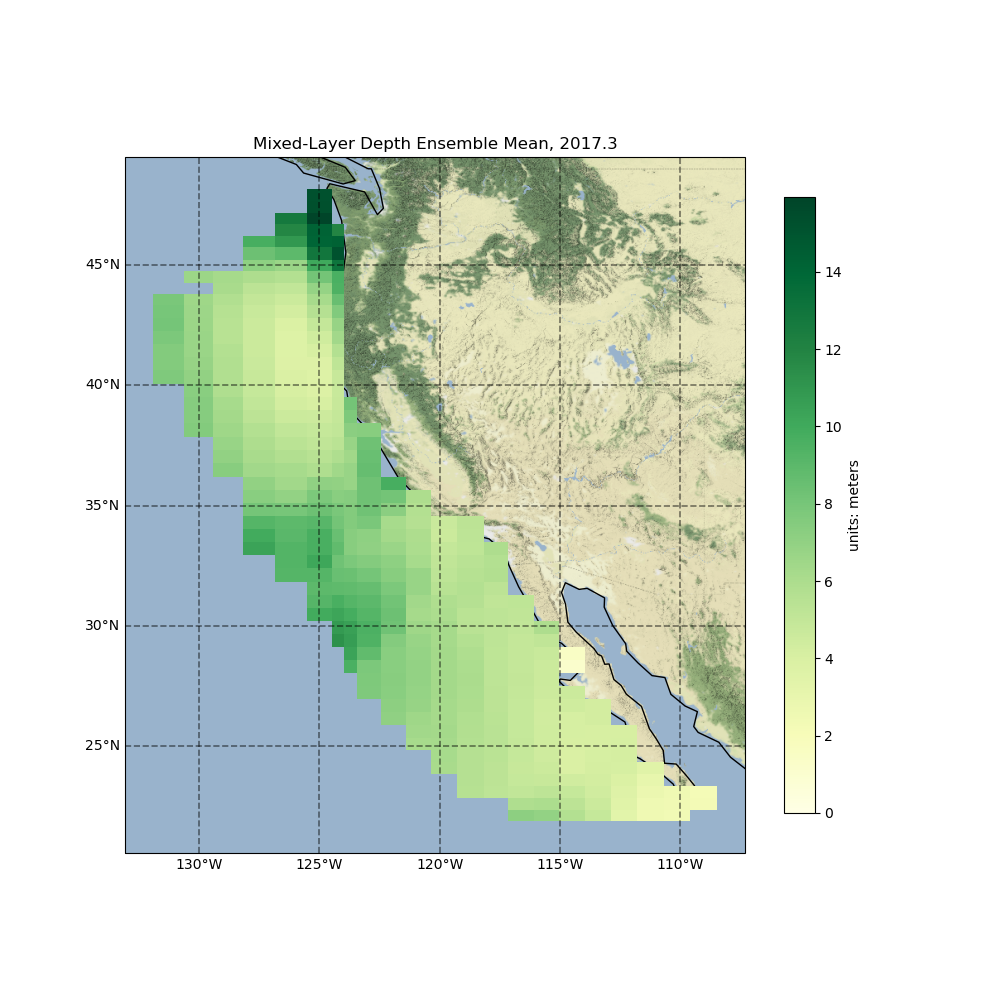 Mixed-Layer Depth Ensemble Mean, 2017.3
45°N
40°N
35°N
30°N
25°N
130°W
125°W
120°W
115°W
110°W
14
12
10
8
6
4
2
0
units: meters